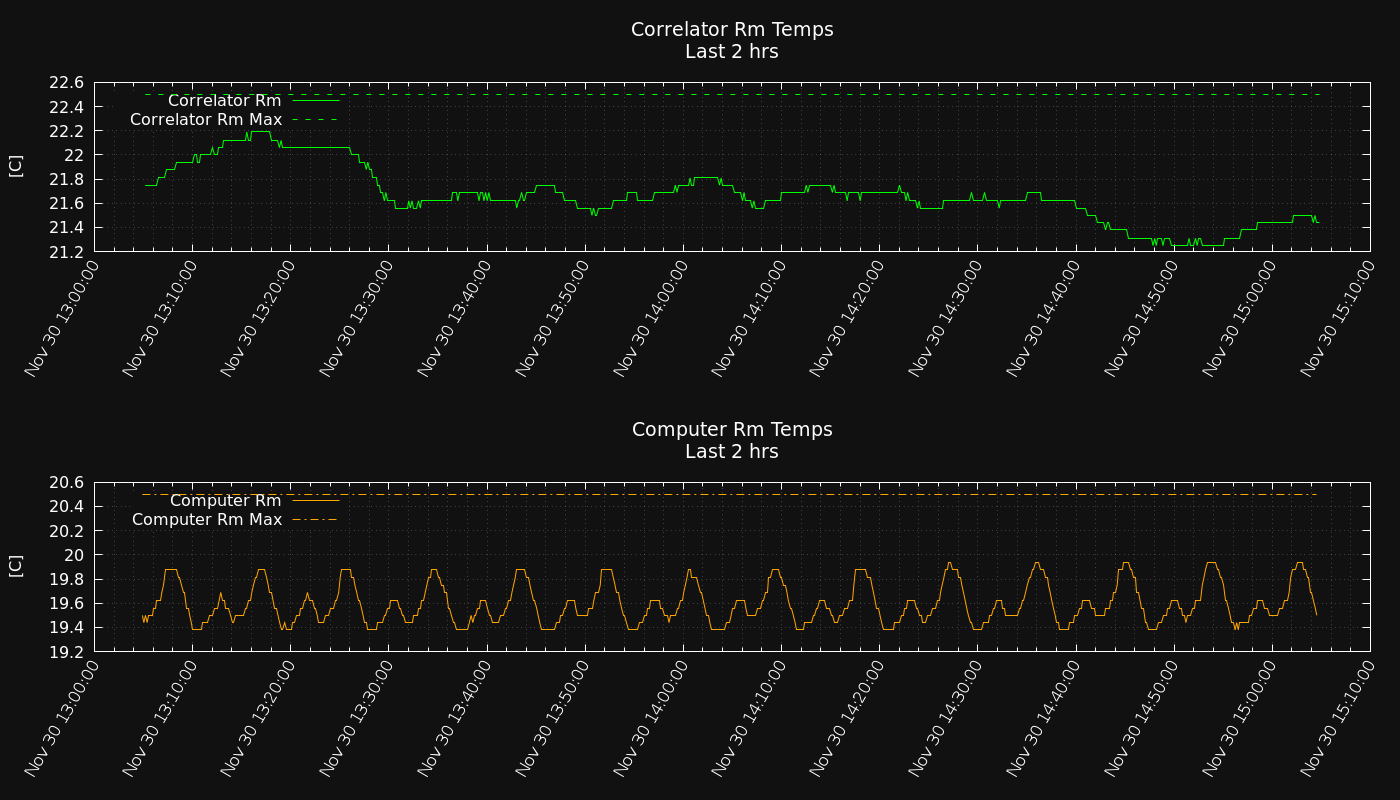 Correlator Rm Temps
Last 2 hrs
[C]
22.6
22.4
22.2
22
21.8
21.6
21.4
21.2
Correlator Rm
Correlator Rm Max
Nov 30 13:00:00
Nov 30 13:10:00
Nov 30 13:20:00
Nov 30 13:30:00
Nov 30 13:40:00
Nov 30 13:50:00
Nov 30 14:00:00
Nov 30 14:10:00
Nov 30 14:20:00
Nov 30 14:30:00
Nov 30 14:40:00
Nov 30 14:50:00
Nov 30 15:00:00
Nov 30 15:10:00
Computer Rm Temps
Last 2 hrs
[C]
20.6
20.4
20.2
20
19.8
19.6
19.4
19.2
Computer Rm
Computer Rm Max
Nov 30 13:00:00
Nov 30 13:10:00
Nov 30 13:20:00
Nov 30 13:30:00
Nov 30 13:40:00
Nov 30 13:50:00
Nov 30 14:00:00
Nov 30 14:10:00
Nov 30 14:20:00
Nov 30 14:30:00
Nov 30 14:40:00
Nov 30 14:50:00
Nov 30 15:00:00
Nov 30 15:10:00